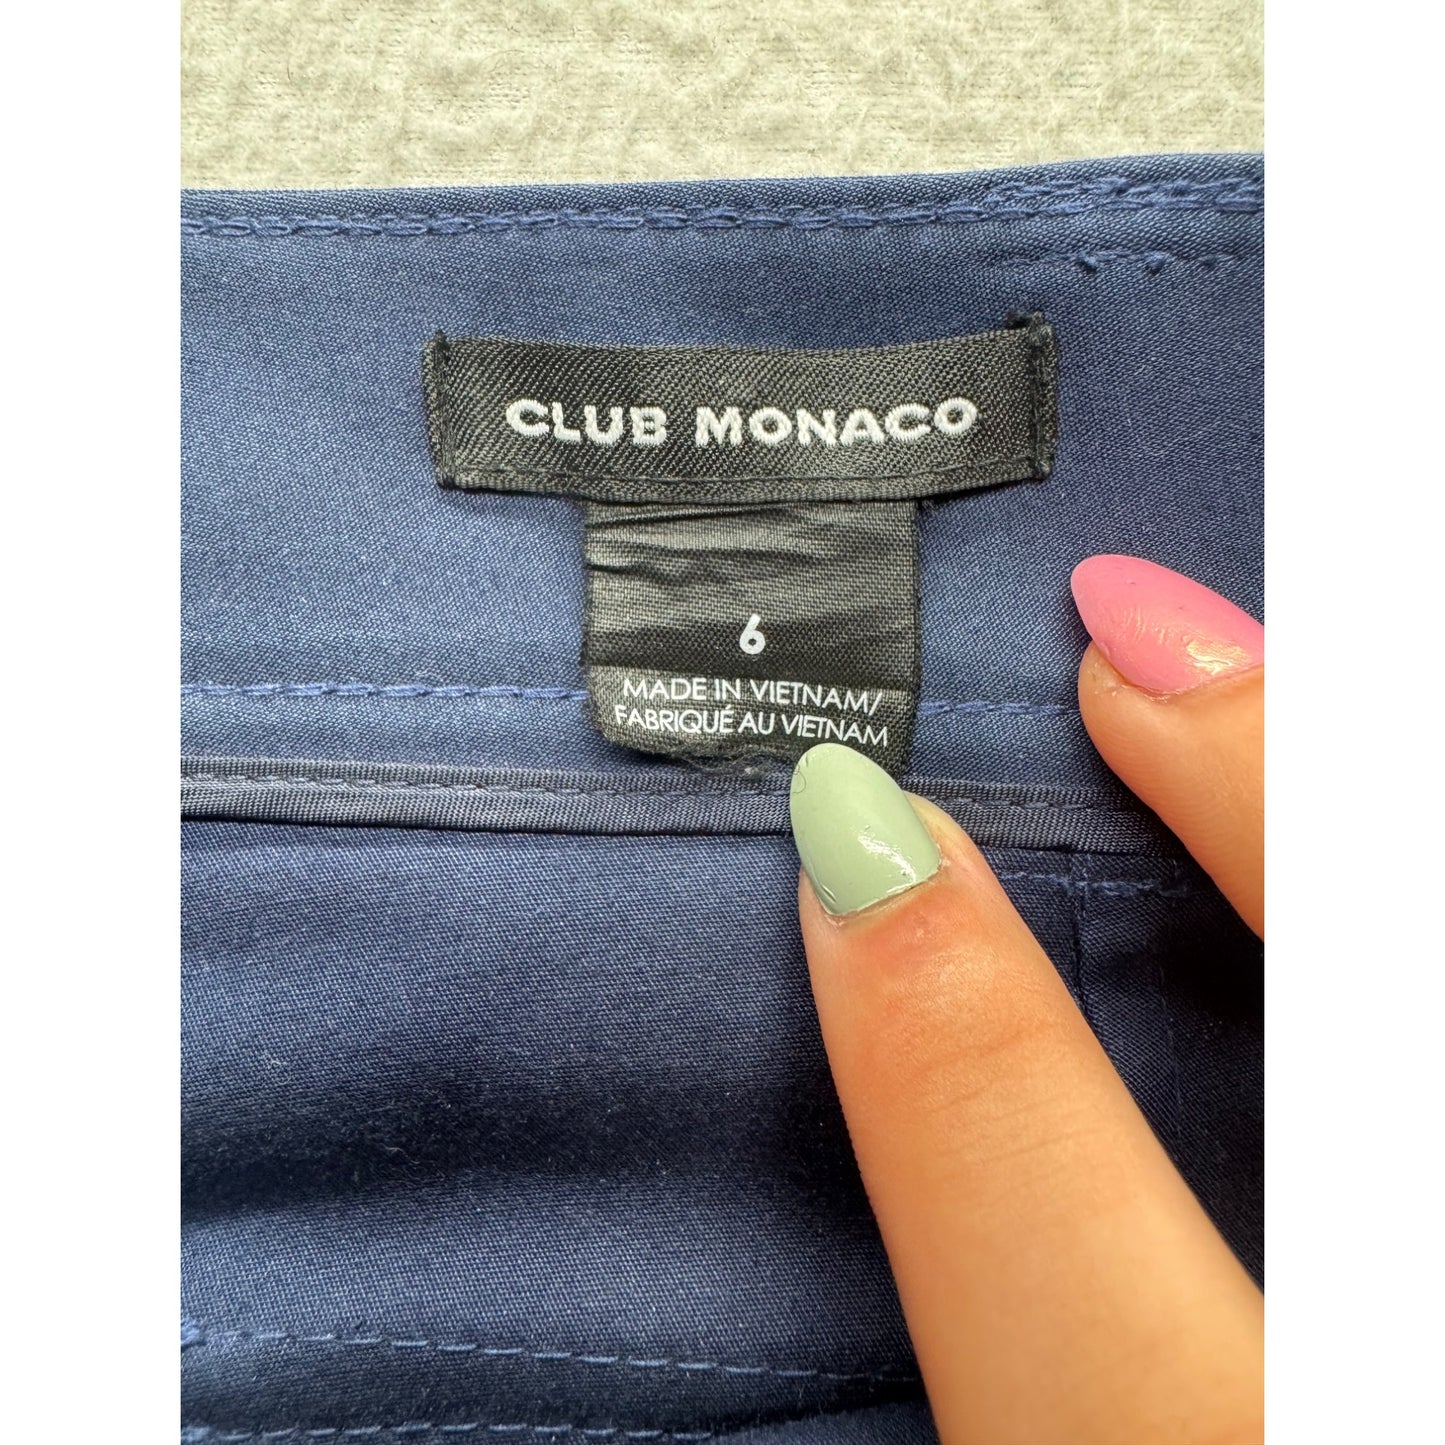 CLUB MONACO
6
MADE IN VIETNAM/
FABRIQUÉ AU VIETNAM